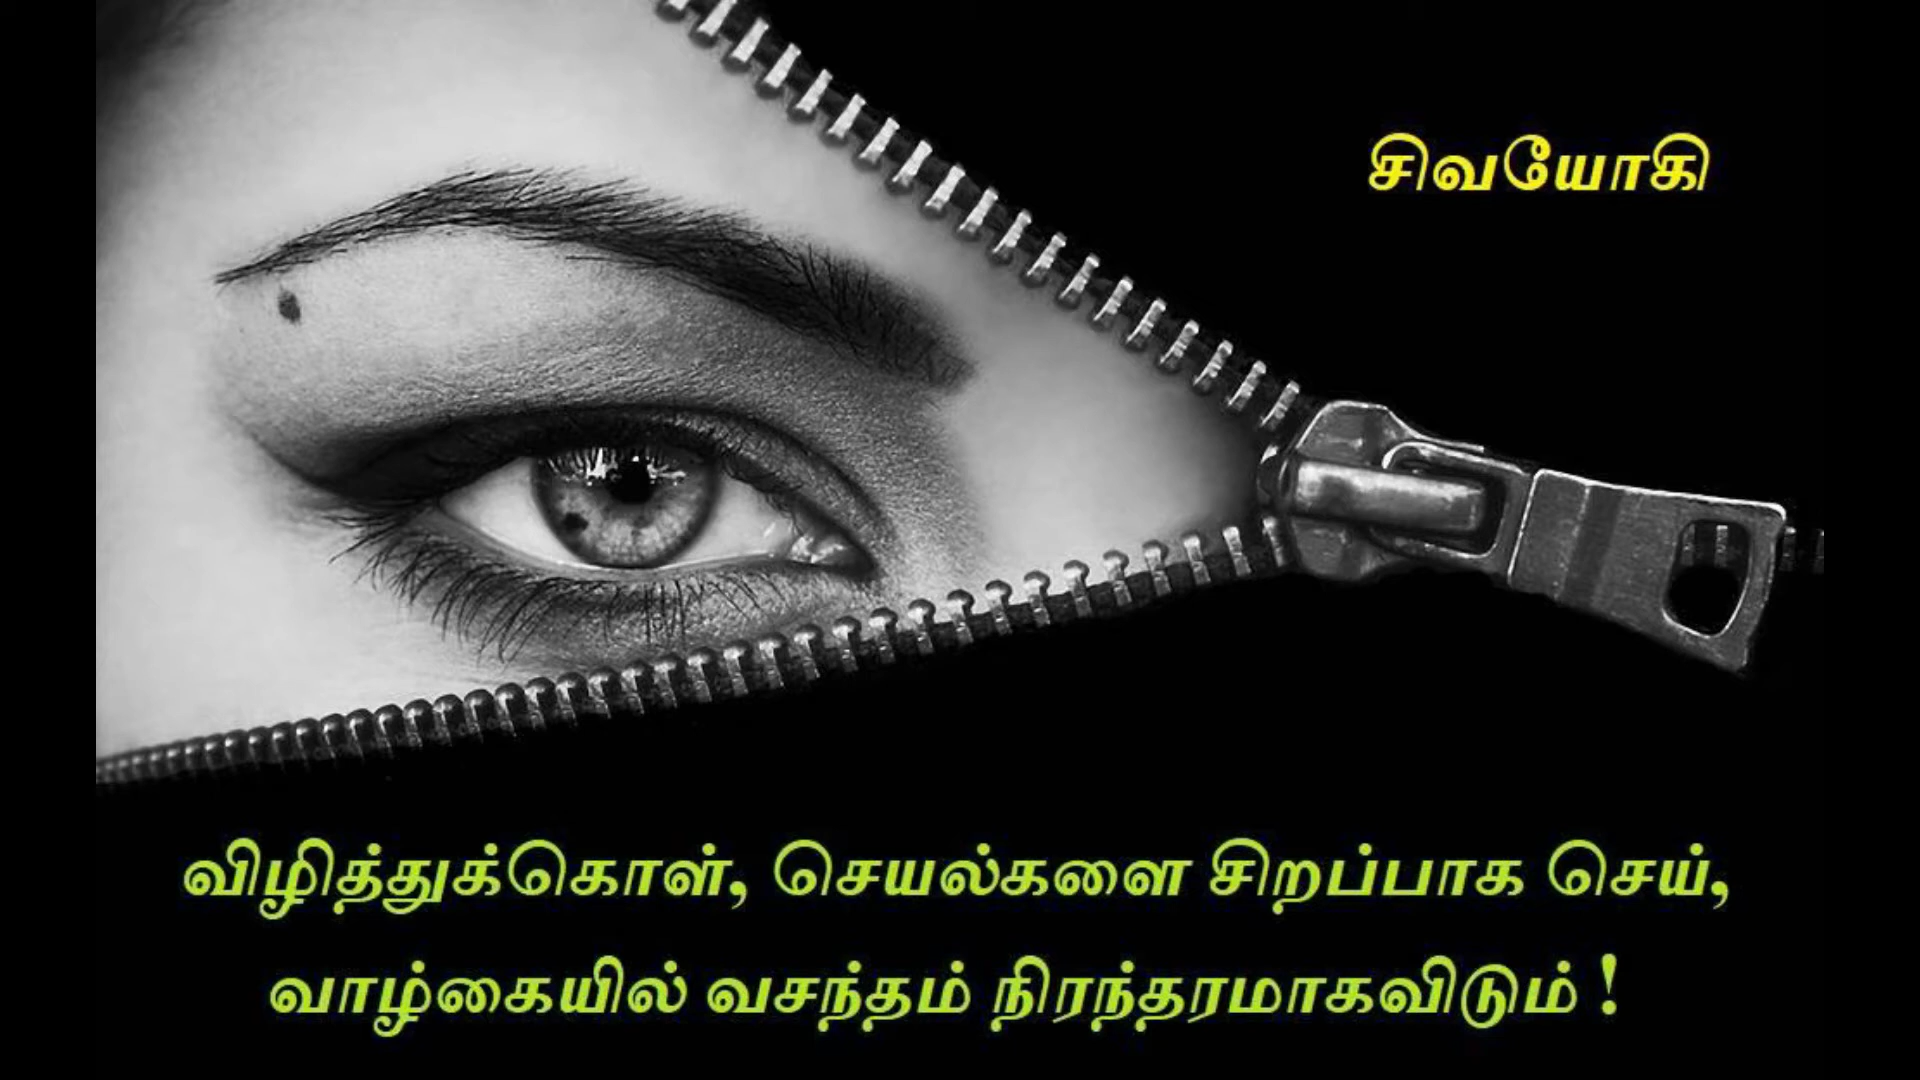 சிவயோகி
விழித்துக்கொள், செயல்களை சிறப்பாக செய்,
வாழ்கையில் வசந்தம் நிரந்தரமாகவிடும் !